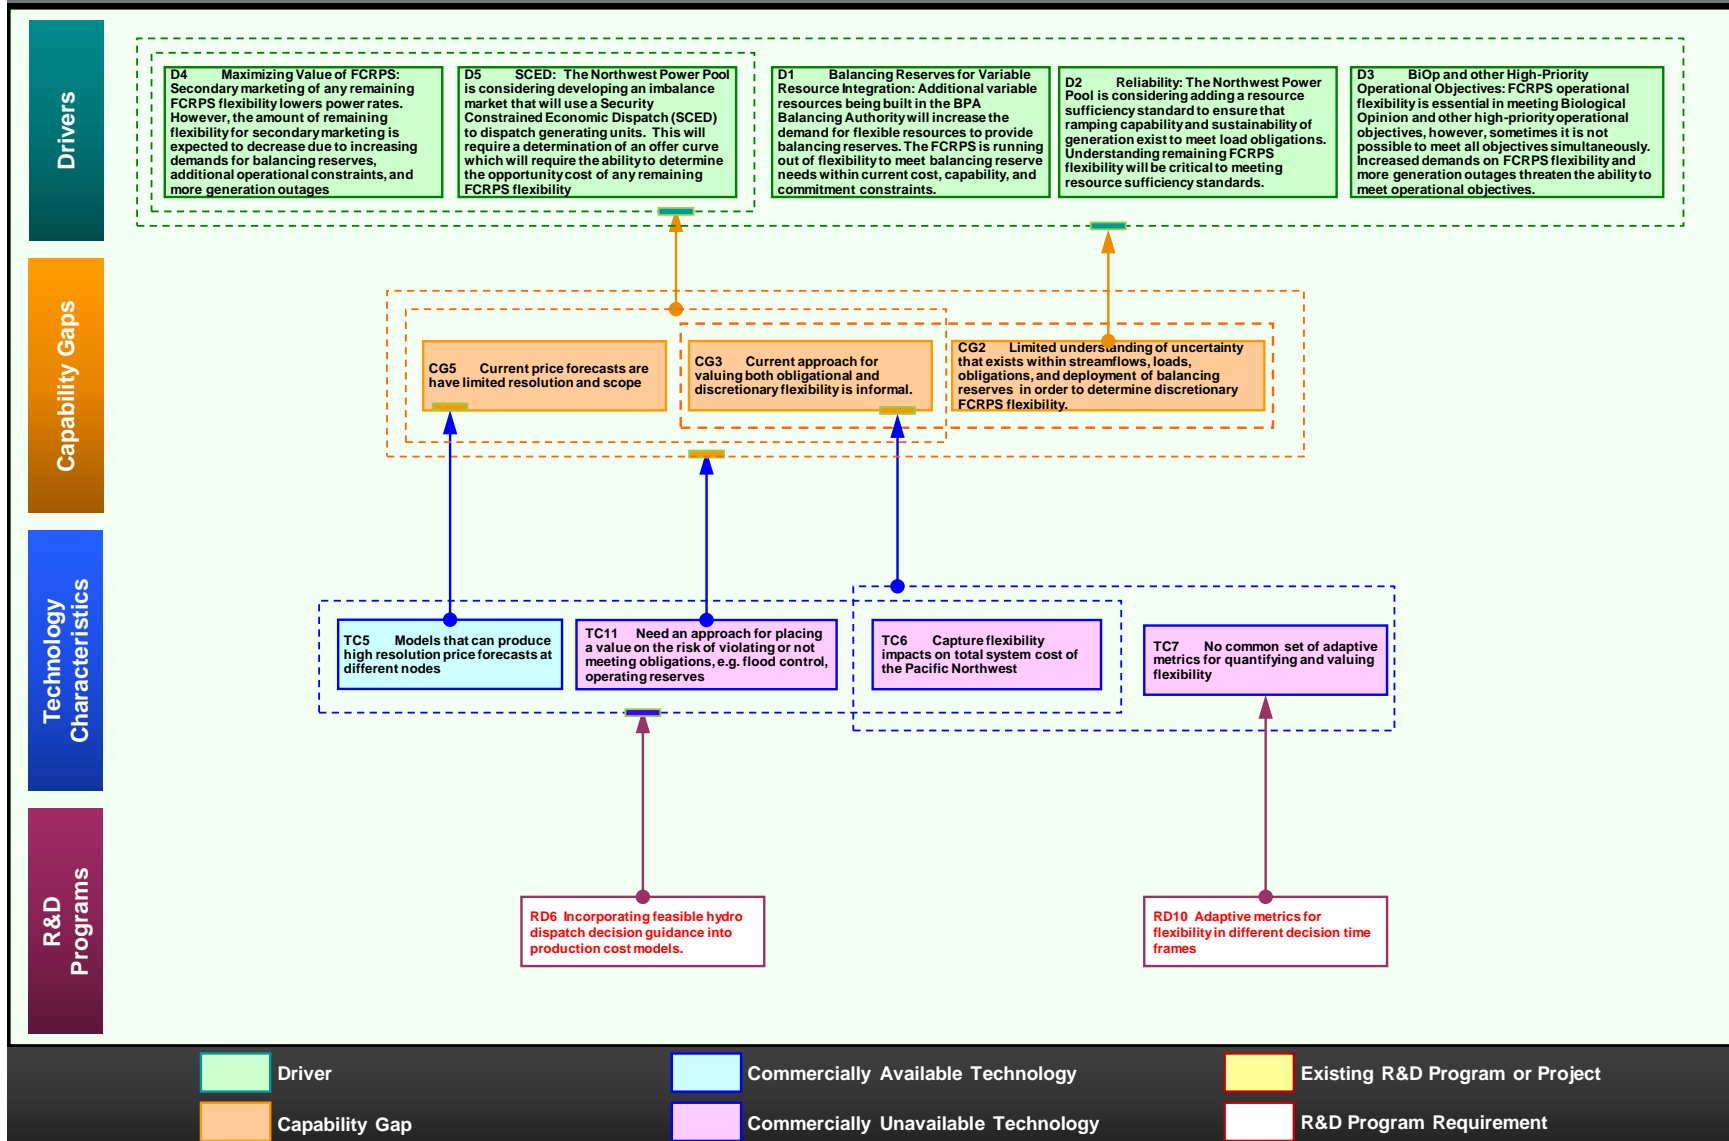 Drivers
D4 Maximizing Value of FCRPS:
Secondary marketing of any remaining
FCRPS flexibility lowers power rates.
However, the amount of remaining
flexibility for secondary marketing is
expected to decrease due to increasing
demands for balancing reserves,
additional operational constraints, and
more generation outages
D5 SCED: The Northwest Power Pool
is considering developing an imbalance
market that will use a Security
Constrained Economic Dispatch (SCED)
to dispatch generating units. This will
require a determination of an offer curve
which will require the ability to determine
the opportunity cost of any remaining
FCRPS flexibility
D1 Balancing Reserves for Variable
Resource Integration: Additional variable
resources being built in the BPA
Balancing Authority will increase the
demand for flexible resources to provide
balancing reserves. The FCRPS is running
out of flexibility to meet balancing reserve
needs within current cost, capability, and
commitment constraints.
D2 Reliability: The Northwest Power
Pool is considering adding a resource
sufficiency standard to ensure that
ramping capability and sustainability of
generation exist to meet load obligations.
Understanding remaining FCRPS
flexibility will be critical to meeting
resource sufficiency standards.
D3 BiOp and other High-Priority
Operational Objectives: FCRPS operational
flexibility is essential in meeting Biological
Opinion and other high-priority operational
objectives, however, sometimes it is not
possible to meet all objectives simultaneously.
Increased demands on FCRPS flexibility and
more generation outages threaten the ability to
meet operational objectives.
Capability Gaps
CG5 Current price forecasts are
have limited resolution and scope
CG3 Current approach for
valuing both obligational and
discretionary flexibility is informal.
CG2 Limited understanding of uncertainty
that exists within streamflows, loads,
obligations, and deployment of balancing
reserves in order to determine discretionary
FCRPS flexibility.
Technology
Characteristics
TC5 Models that can produce
high resolution price forecasts at
different nodes
TC11 Need an approach for placing
a value on the risk of violating or not
meeting obligations, e.g. flood control,
operating reserves
TC6 Capture flexibility
impacts on total system cost of
the Pacific Northwest
TC7 No common set of adaptive
metrics for quantifying and valuing
flexibility
R&D
Programs
RD6 Incorporating feasible hydro
dispatch decision guidance into
production cost models.
RD10 Adaptive metrics for
flexibility in different decision time
frames
Driver
Commercially Available Technology
Existing R&D Program or Project
Capability Gap
Commercially Unavailable Technology
R&D Program Requirement